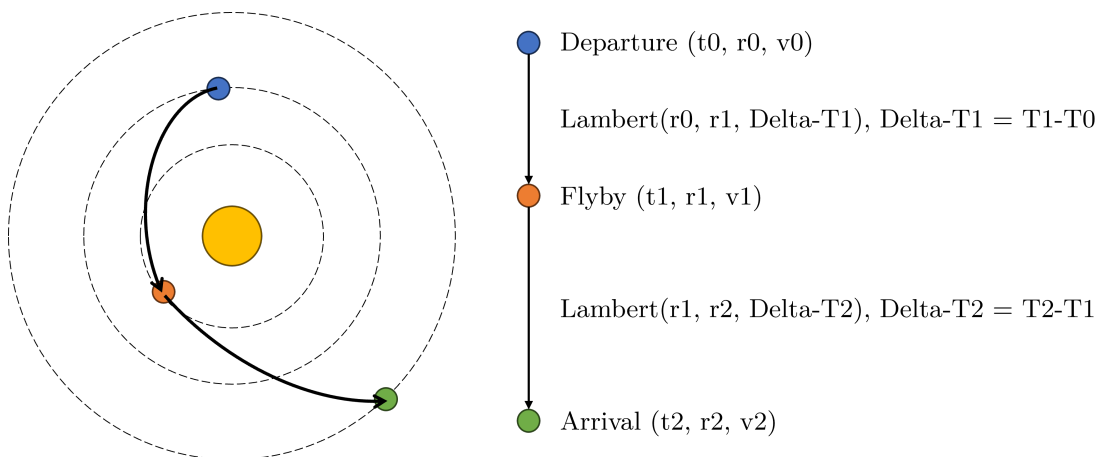 Departure (t0, r0, v0)
Lambert(r0, r1, Delta-T1), Delta-T1 = T1-T0
Flyby (t1, r1, v1)
Lambert(r1, r2, Delta-T2), Delta-T2 = T2-T1
Arrival (t2, r2, v2)